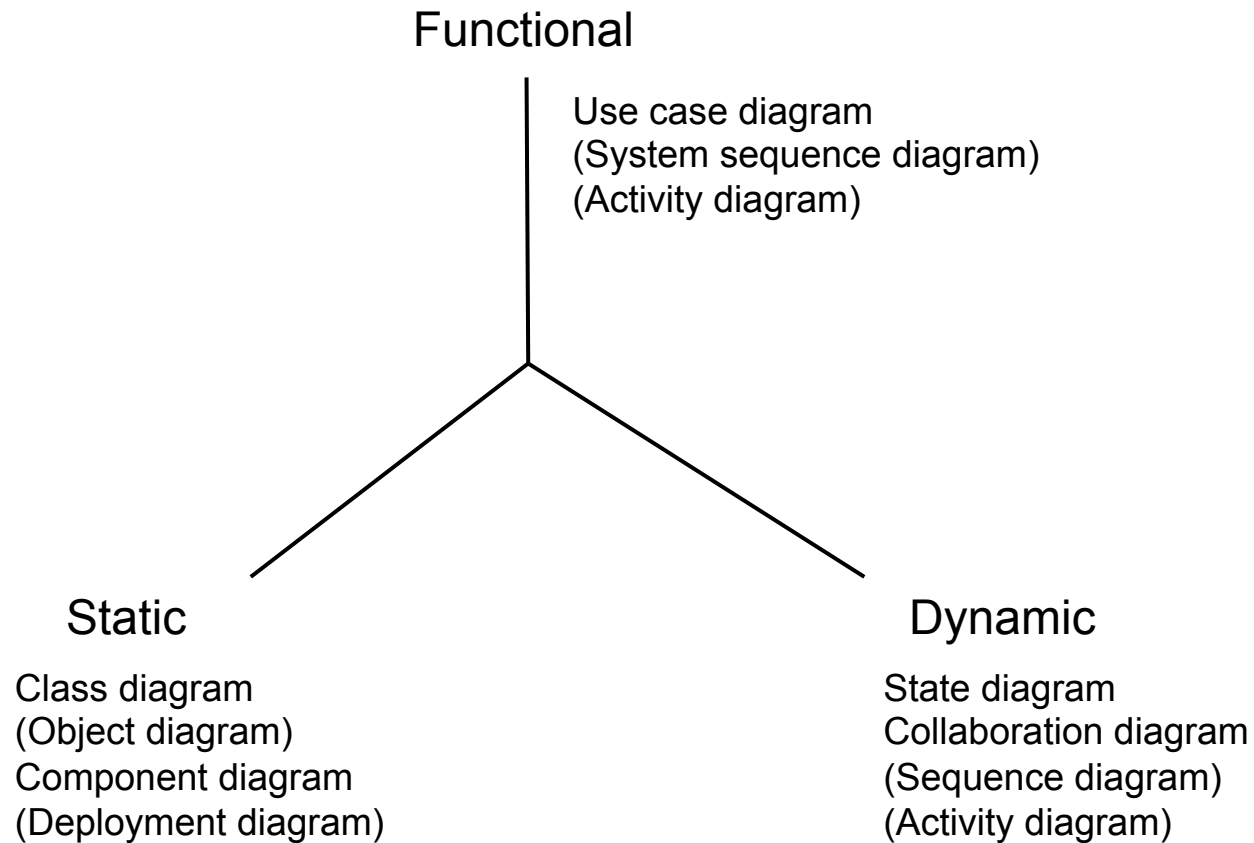 Functional
Use case diagram
(System sequence diagram)
(Activity diagram)
Static
Class diagram
(Object diagram)
Component diagram
(Deployment diagram)
Dynamic
State diagram
Collaboration diagram
(Sequence diagram)
(Activity diagram)